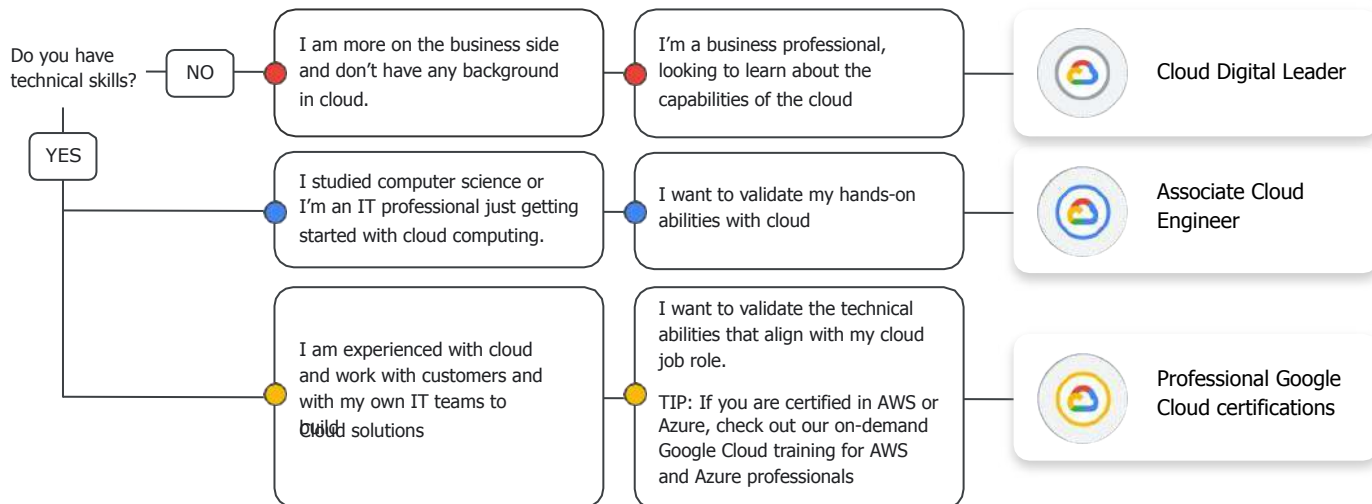 Do you have
technical skills?
NO
I am more on the business side
and don’t have any background
in cloud.
I’m a business professional,
looking to learn about the
capabilities of the cloud
Cloud Digital Leader
YES
I studied computer science or
I’m an IT professional just getting
started with cloud computing.
I want to validate my hands-on
abilities with cloud
Associate Cloud
Engineer
I am experienced with cloud
and work with customers and
with my own IT teams to
build
Cloud solutions
I want to validate the technical
abilities that align with my cloud
job role.
TIP: If you are certified in AWS or
Azure, check out our on-demand
Google Cloud training for AWS
and Azure professionals
Professional Google
Cloud certifications